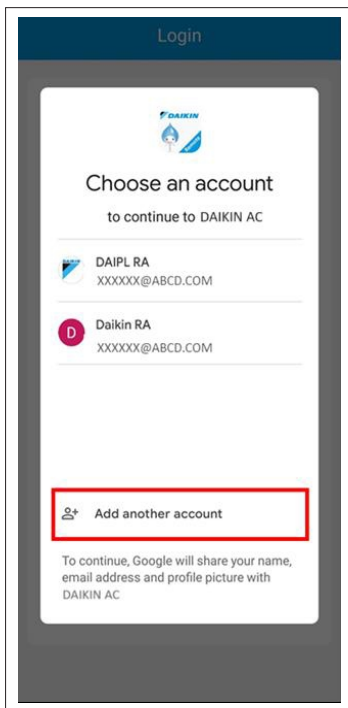 Login
DAIKIN
Choose an account
to continue to DAIKIN AC
DAIPL RA
XXXXXX@ABCD.COM
D
Daikin RA
XXXXXX@ABCD.COM
Add another account
To continue, Google will share your name,
email address and profile picture with
DAIKIN AC